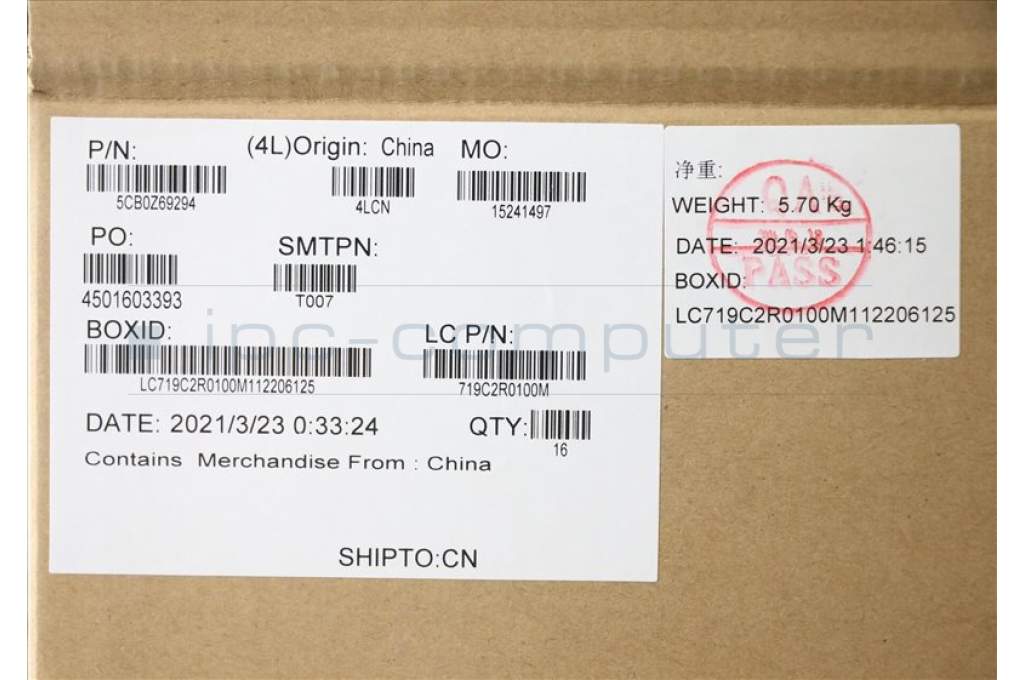 P/N: (4L)Origin: China MO:
5CB0Z69294 4LCN 15241497
PO: SMTPN:
4501603393 T007
BOXID: LC P/N:
LC719C2R0100M112206125 719C2R0100M
DATE: 2021/3/23 0:33:24 QTY:
16
Contains Merchandise From : China
SHIPTO:CN
净重:
WEIGHT: 5.70 Kg
DATE: 2021/3/23 1:46:15
BOXID:
LC719C2R0100M112206125
QA
PASS
ipc-computer